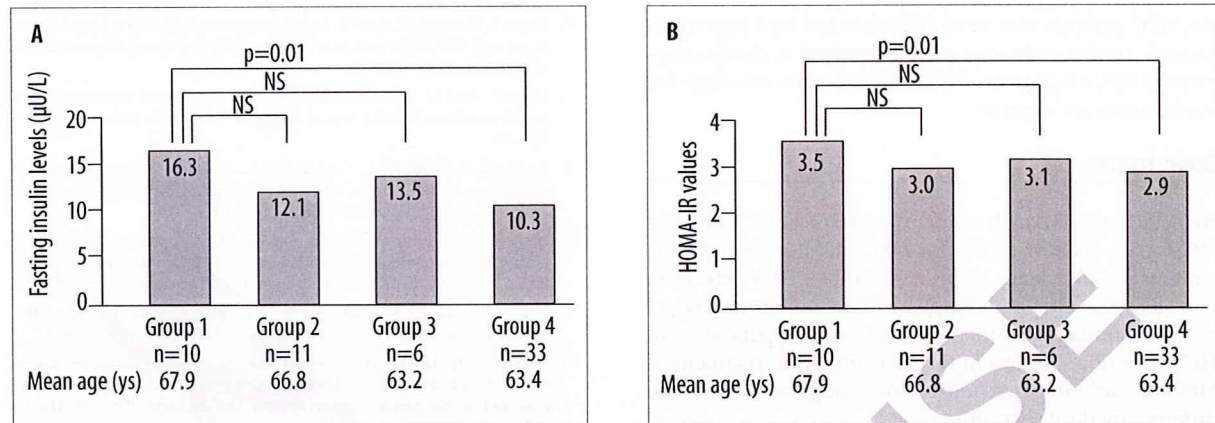 A
p=0.01
NS
NS
Fasting insulin levels (µU/L)
20
15
10
5
0
16.3
12.1
13.5
10.3
Group 1 Group 2 Group 3 Group 4
n=10 n=11 n=6 n=33
Mean age (ys) 67.9 66.8 63.2 63.4
B
p=0.01
NS
NS
HOMA-IR values
4
3
2
1
0
3.5
3.0
3.1
2.9
Group 1 Group 2 Group 3 Group 4
n=10 n=11 n=6 n=33
Mean age (ys) 67.9 66.8 63.2 63.4